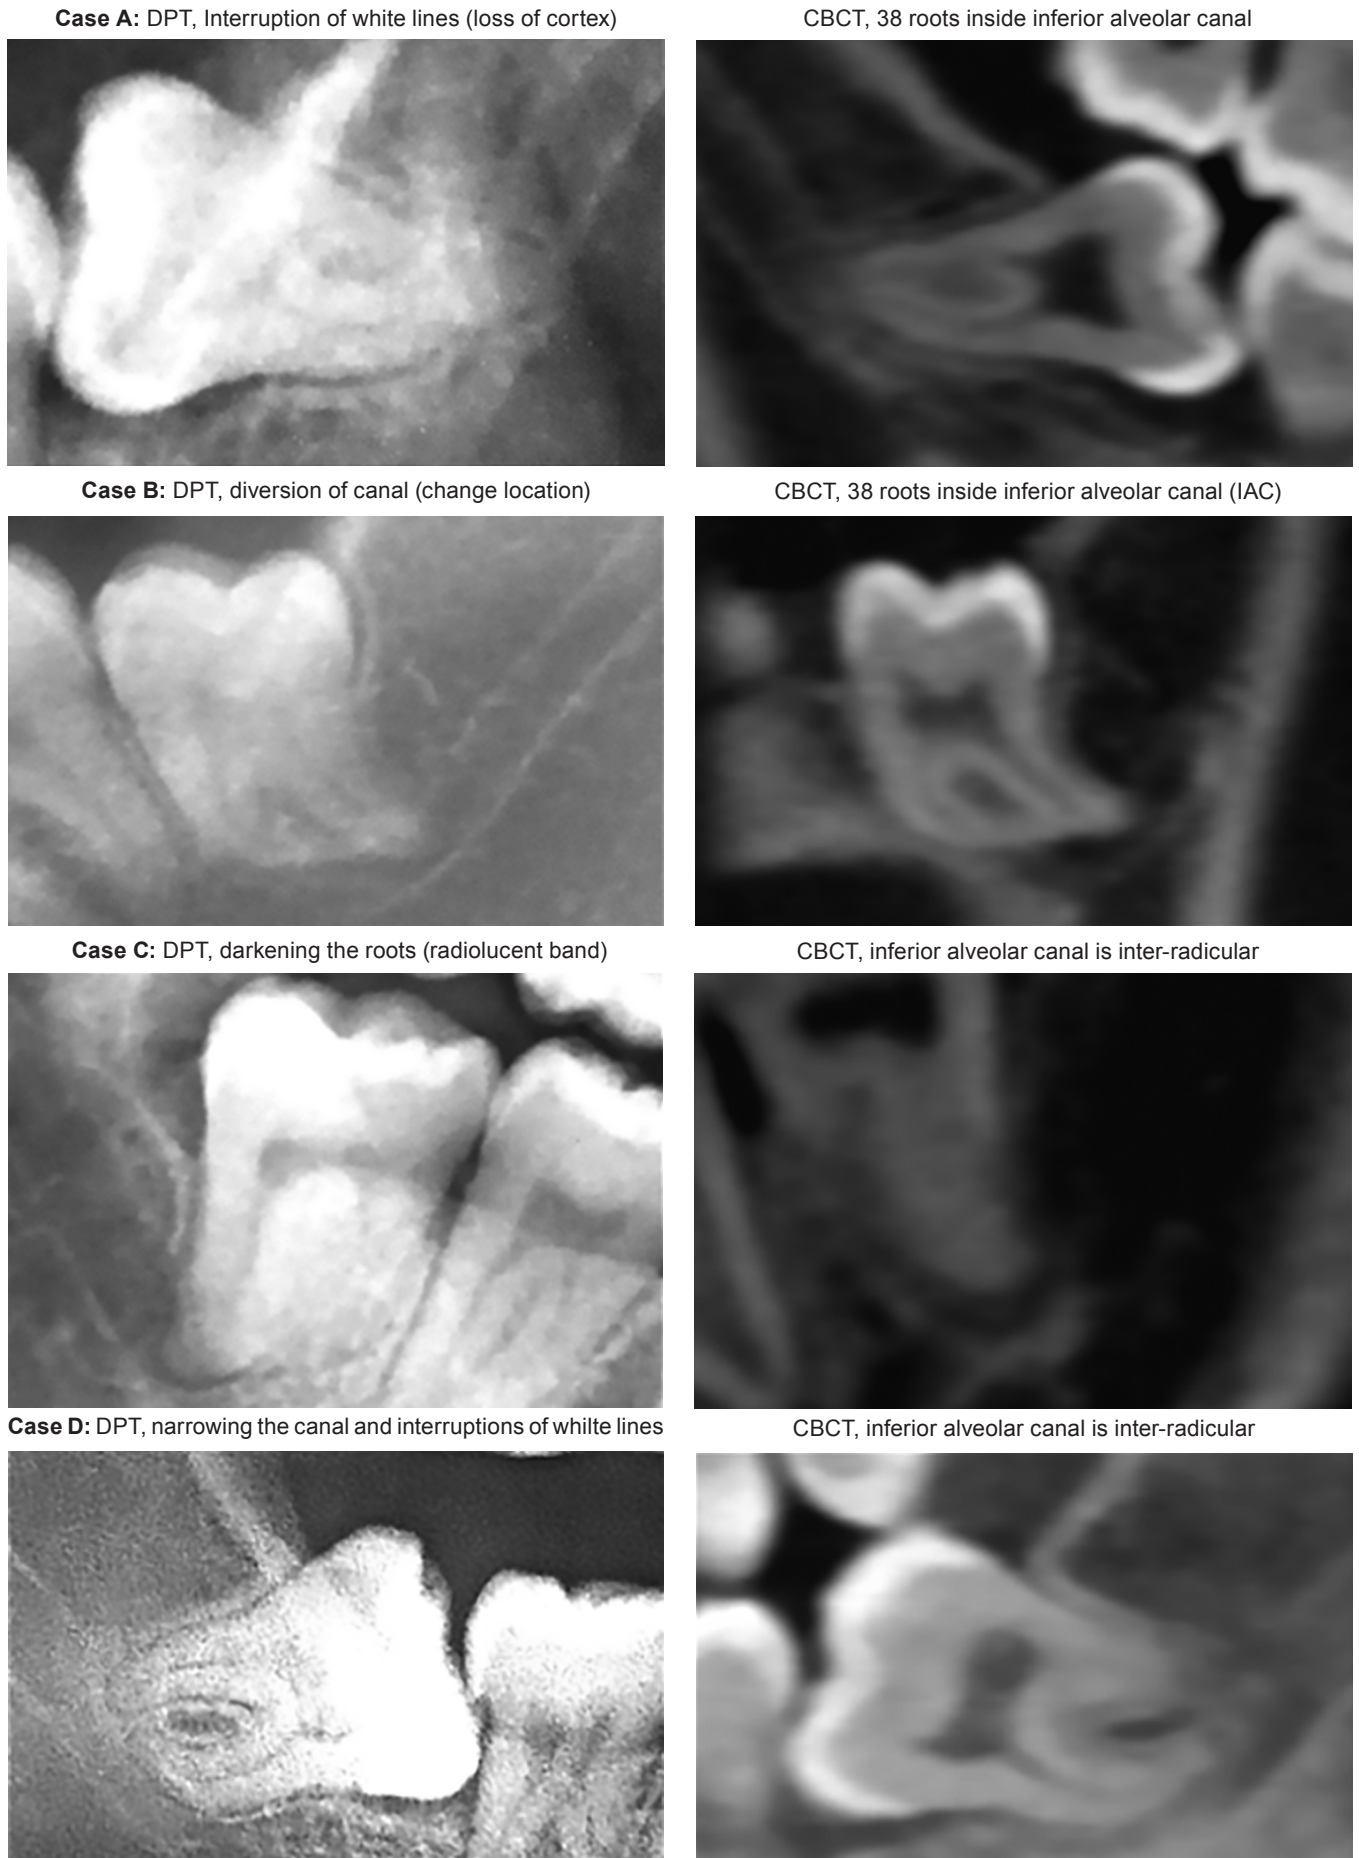 Case A: DPT, Interruption of white lines (loss of cortex)
CBCT, 38 roots inside inferior alveolar canal
Case B: DPT, diversion of canal (change location)
CBCT, 38 roots inside inferior alveolar canal (IAC)
Case C: DPT, darkening the roots (radiolucent band)
CBCT, inferior alveolar canal is inter-radicular
Case D: DPT, narrowing the canal and interruptions of whilte lines
CBCT, inferior alveolar canal is inter-radicular